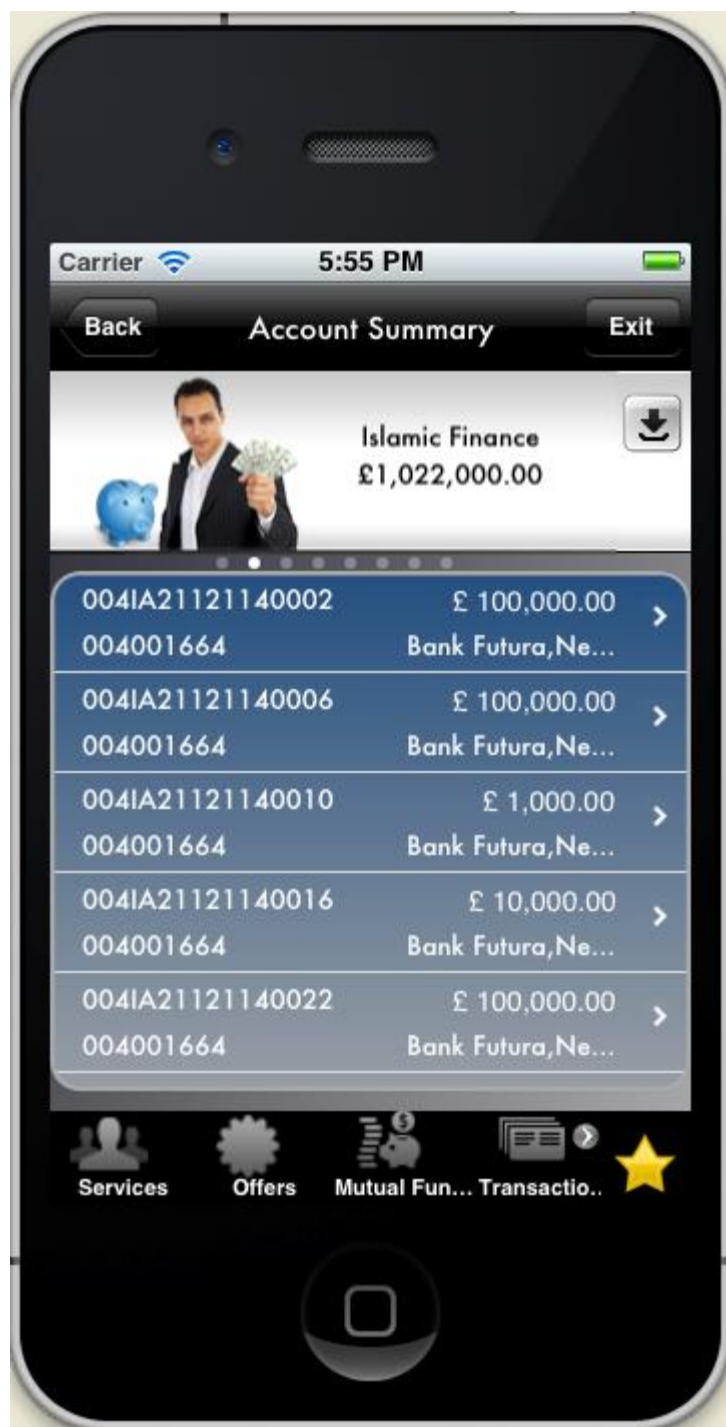 Carrier 5:55 PM
Back Account Summary Exit
Islamic Finance
£1,022,000.00
004IA21121140002 £ 100,000.00
004001664 Bank Futura,Ne...
004IA21121140006 £ 100,000.00
004001664 Bank Futura,Ne...
004IA21121140010 £ 1,000.00
004001664 Bank Futura,Ne...
004IA21121140016 £ 10,000.00
004001664 Bank Futura,Ne...
004IA21121140022 £ 100,000.00
004001664 Bank Futura,Ne...
Services Offers Mutual Fun... Transactio..